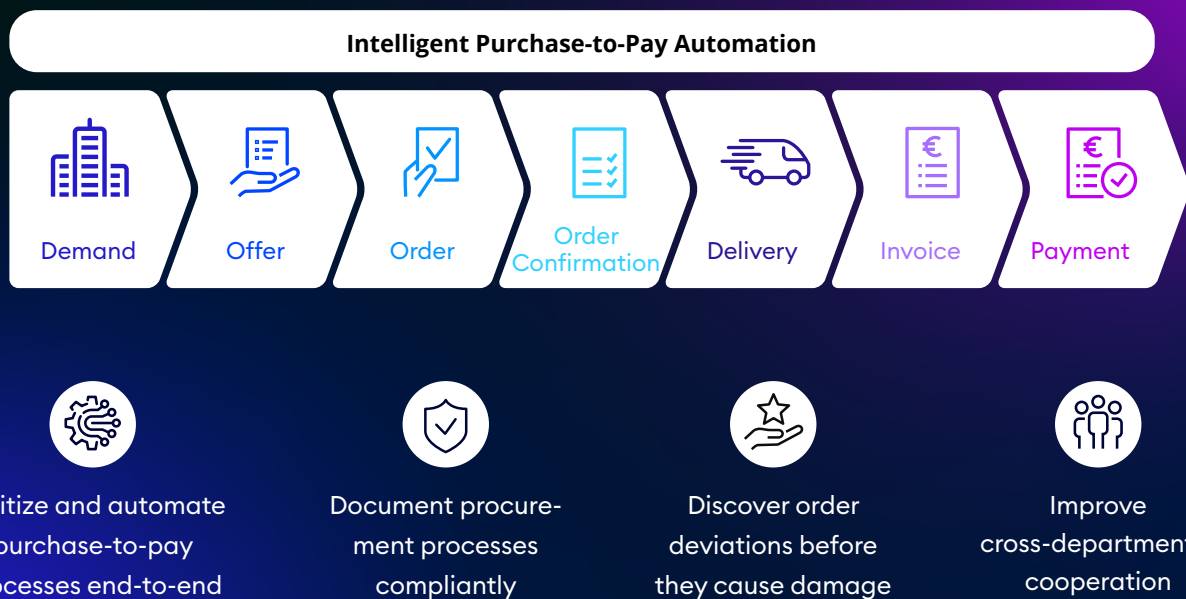 Intelligent Purchase-to-Pay Automation
Demand
Offer
Order
Order
Confirmation
Delivery
Invoice
Payment
itize and automate
purchase-to-pay
ocesses end-to-end
Document procure-
ment processes
compliantly
Discover order
deviations before
they cause damage
Improve
cross-department
cooperation